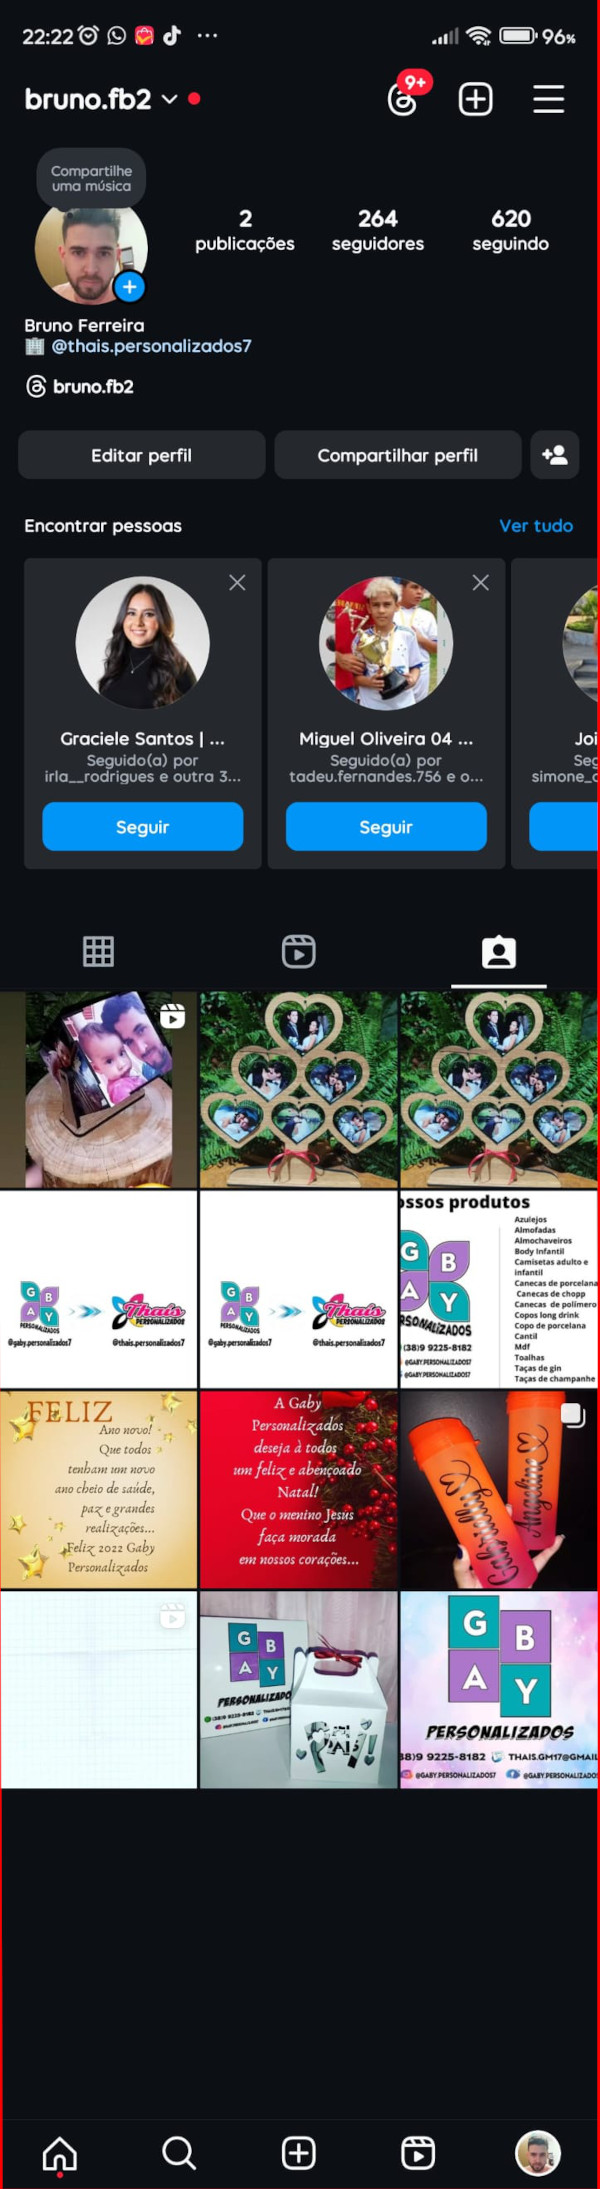 22:22
96%
bruno.fb2
9+
Compartilhe
uma música
2
publicações
264
seguidores
620
seguindo
Bruno Ferreira
@thais.personalizados7
bruno.fb2
Editar perfil
Compartilhar perfil
Encontrar pessoas
Ver tudo
Graciele Santos | ...
Seguido(a) por
irla__rodrigues e outra 3...
Seguir
Miguel Oliveira 04 ...
Seguido(a) por
tadeu.fernandes.756 e o...
Seguir
Joi
Seg
simone_c
G B
A Y
PERSONALIZADOS
@gaby.personalizados7
Thais
PERSONALIZADOS
@thais.personalizados7
G B
A Y
PERSONALIZADOS
@gaby.personalizados7
Thais
PERSONALIZADOS
@thais.personalizados7
ossos produtos
G B
A Y
RSONALIZADOS
(38)9 9225-8182
@GABY.PERSONALIZADOS7
@GABY.PERSONALIZADOS7
Azulejos
Almofadas
Almochaveiros
Body Infantil
Camisetas adulto e
infantil
Canecas de porcelana
Canecas de chopp
Canecas de polímero
Copos long drink
Copo de porcelana
Cantil
Mdf
Toalhas
Taças de gin
Taças de champanhe
FELIZ
Ano novo!
Que todos
tenham um novo
ano cheio de saúde,
paz e grandes
realizações...
Feliz 2022 Gaby
Personalizados
A Gaby
Personalizados
deseja à todos
um feliz e abençoado
Natal!
Que o menino Jesus
faça morada
em nossos corações...
Gabrielly
Angeline
G B
A Y
PERSONALIZADO
(38)9 9225-8182
G B
A Y
PERSONALIZADOS
38)9 9225-8182 THAIS.GM17@GMAIL
@GABY.PERSONALIZADOS7 @GABY.PERSONALIZADO